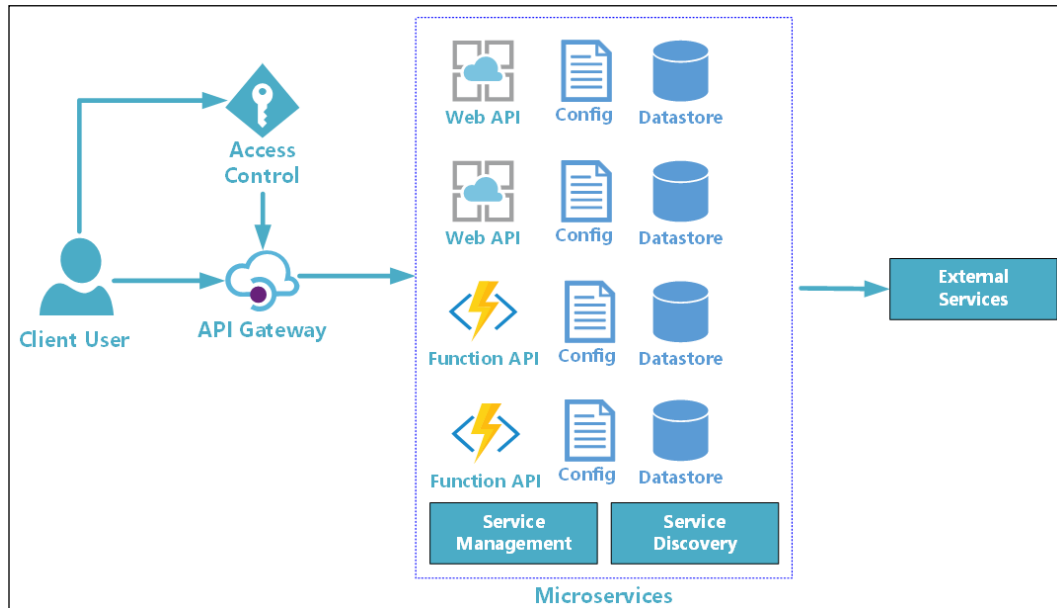 Web API
Config
Datastore
Access
Control
Web API
Config
Datastore
Client User
API Gateway
Function API
Config
Datastore
External
Services
Function API
Config
Datastore
Service
Management
Service
Discovery
Microservices